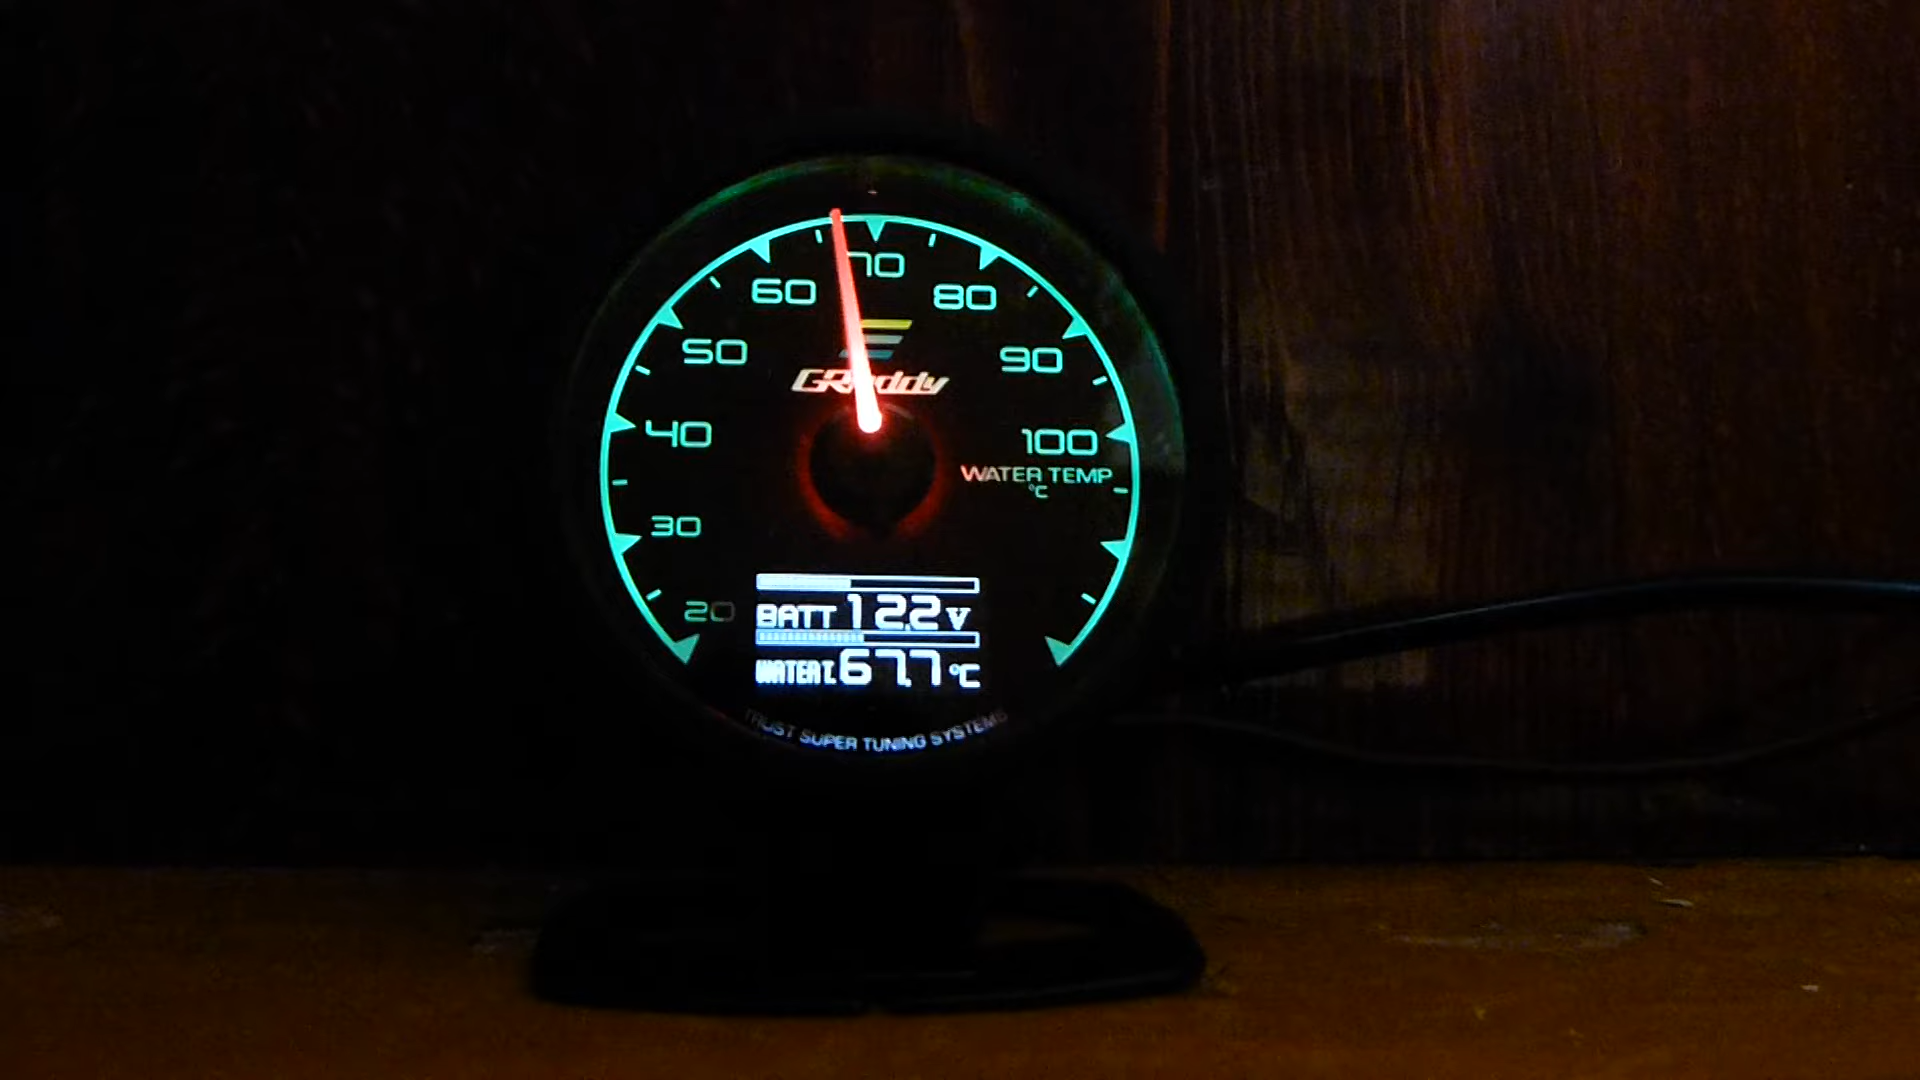 70
60
80
50
90
GReddy
40
100
WATER TEMP
°C
30
20
BATT 12.2 V
WATER T. 67.7 °C
TRUST SUPER TUNING SYSTEMS